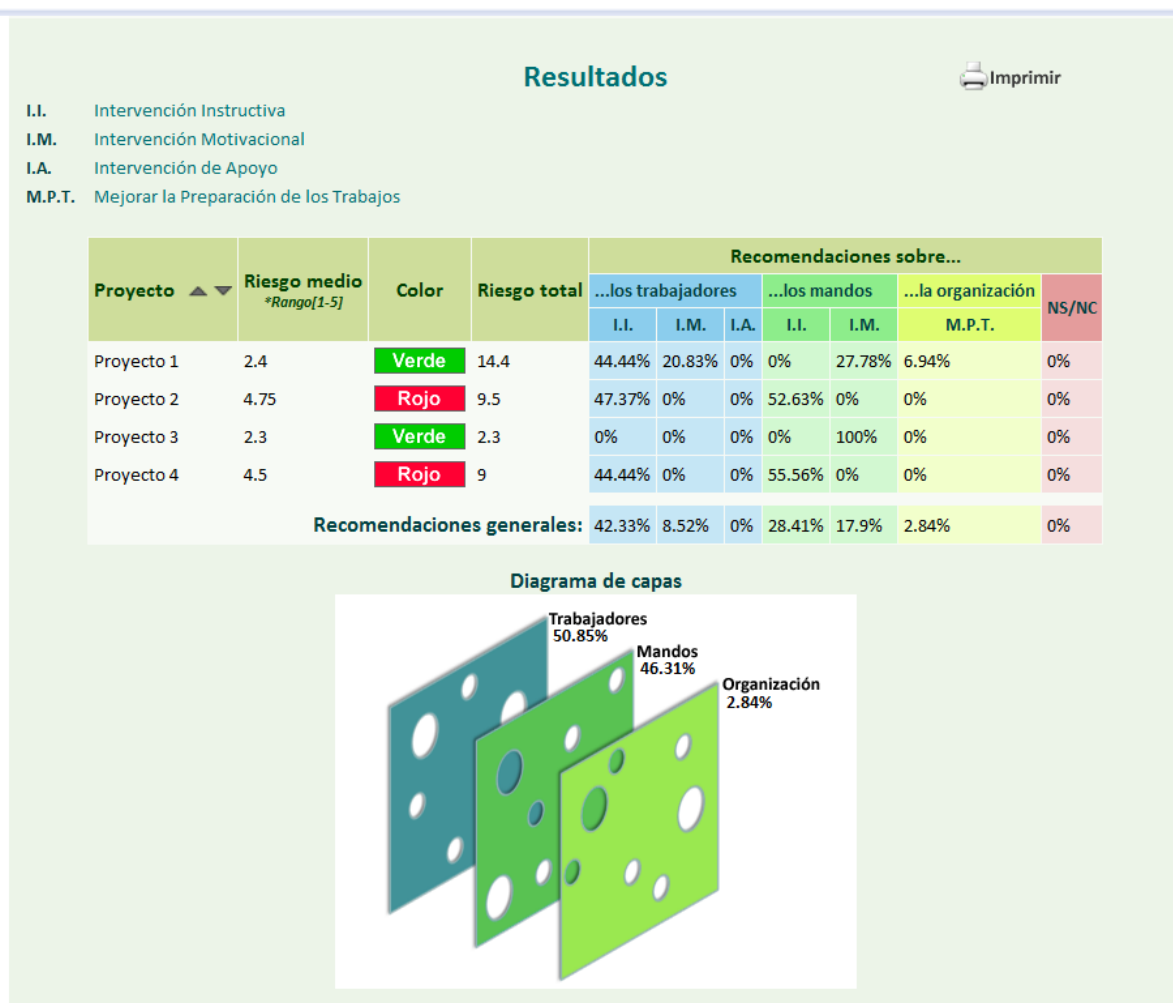 Resultados
Imprimir
I.I. Intervención Instructiva
I.M. Intervención Motivacional
I.A. Intervención de Apoyo
M.P.T. Mejorar la Preparación de los Trabajos
Proyecto Riesgo medio *Rango[1-5] Color Riesgo total Recomendaciones sobre...
...los trabajadores ...los mandos ...la organización NS/NC
I.I. I.M. I.A. I.I. I.M. M.P.T.
Proyecto 1 2.4 Verde 14.4 44.44% 20.83% 0% 0% 27.78% 6.94% 0%
Proyecto 2 4.75 Rojo 9.5 47.37% 0% 0% 52.63% 0% 0% 0%
Proyecto 3 2.3 Verde 2.3 0% 0% 0% 0% 100% 0% 0%
Proyecto 4 4.5 Rojo 9 44.44% 0% 0% 55.56% 0% 0% 0%
Recomendaciones generales: 42.33% 8.52% 0% 28.41% 17.9% 2.84% 0%
Diagrama de capas
Trabajadores
50.85%
Mandos
46.31%
Organización
2.84%